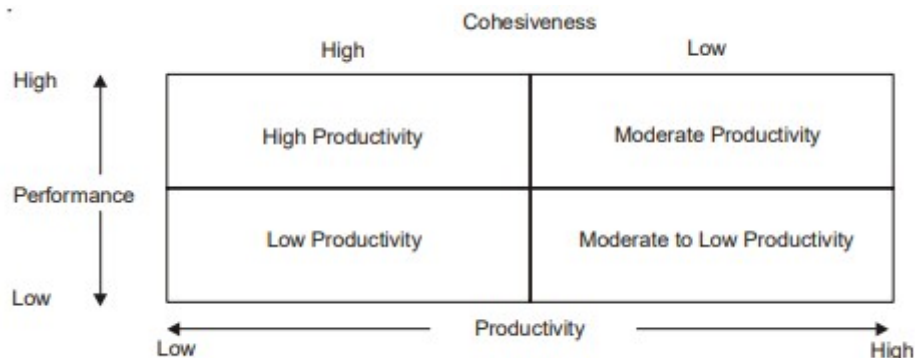 Cohesiveness
High Low
High
High Productivity Moderate Productivity
Performance
Low Productivity Moderate to Low Productivity
Low
Productivity
Low High